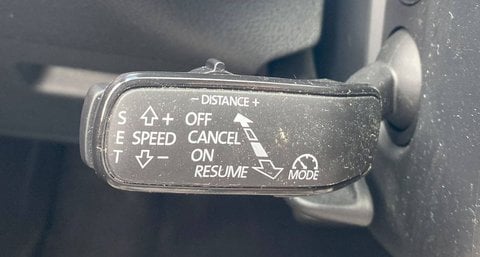 - DISTANCE +
S + OFF
E SPEED CANCEL
T - ON
RESUME MODE